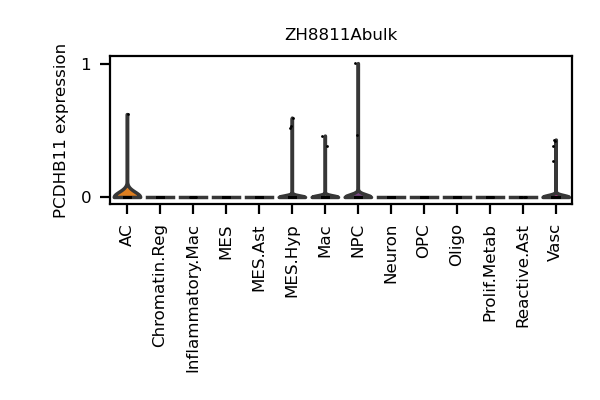 ZH8811Abulk
PCDHB11 expression
1
0
AC
Chromatin.Reg
Inflammatory.Mac
MES
MES.Ast
MES.Hyp
Mac
NPC
Neuron
OPC
Oligo
Prolif.Metab
Reactive.Ast
Vasc